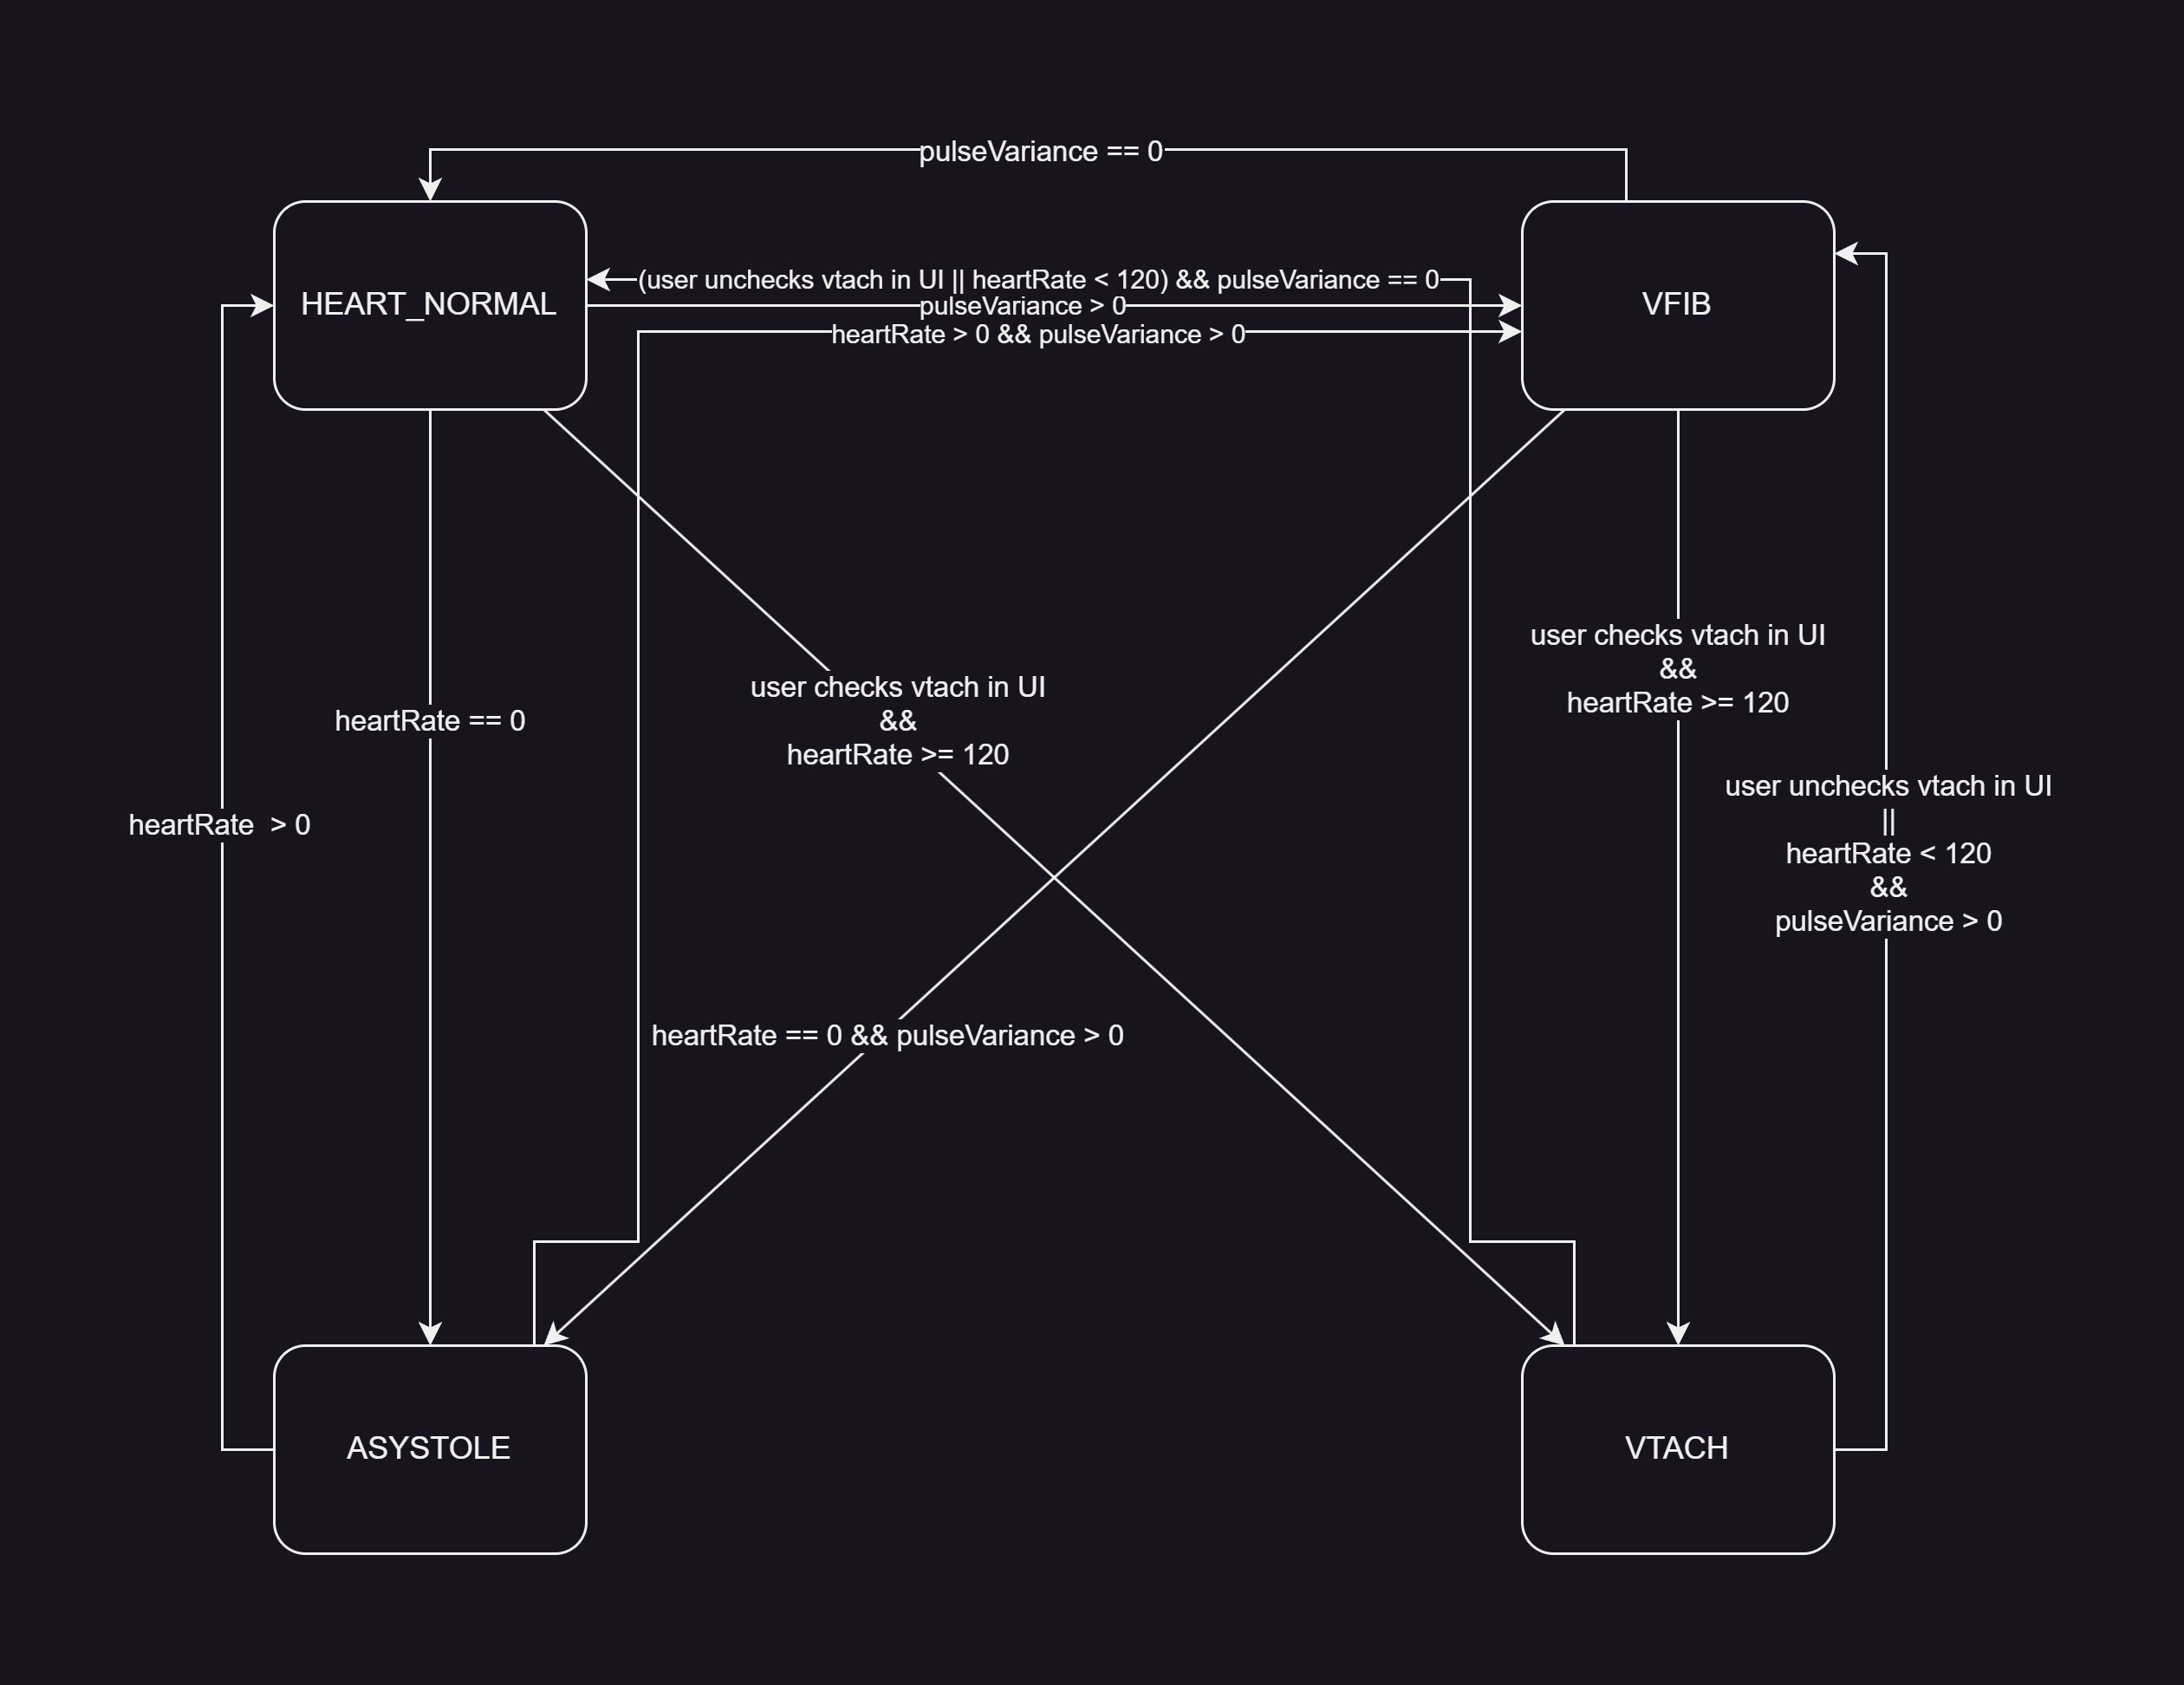 pulseVariance == 0
(user unchecks vtach in UI || heartRate < 120) && pulseVariance == 0
HEART_NORMAL
pulseVariance > 0
VFIB
heartRate > 0 && pulseVariance > 0
user checks vtach in UI
&&
heartRate >= 120
user checks vtach in UI
&&
heartRate >= 120
heartRate == 0
user unchecks vtach in UI
||
heartRate < 120
&&
pulseVariance > 0
heartRate  > 0
heartRate == 0 && pulseVariance > 0
ASYSTOLE
VTACH